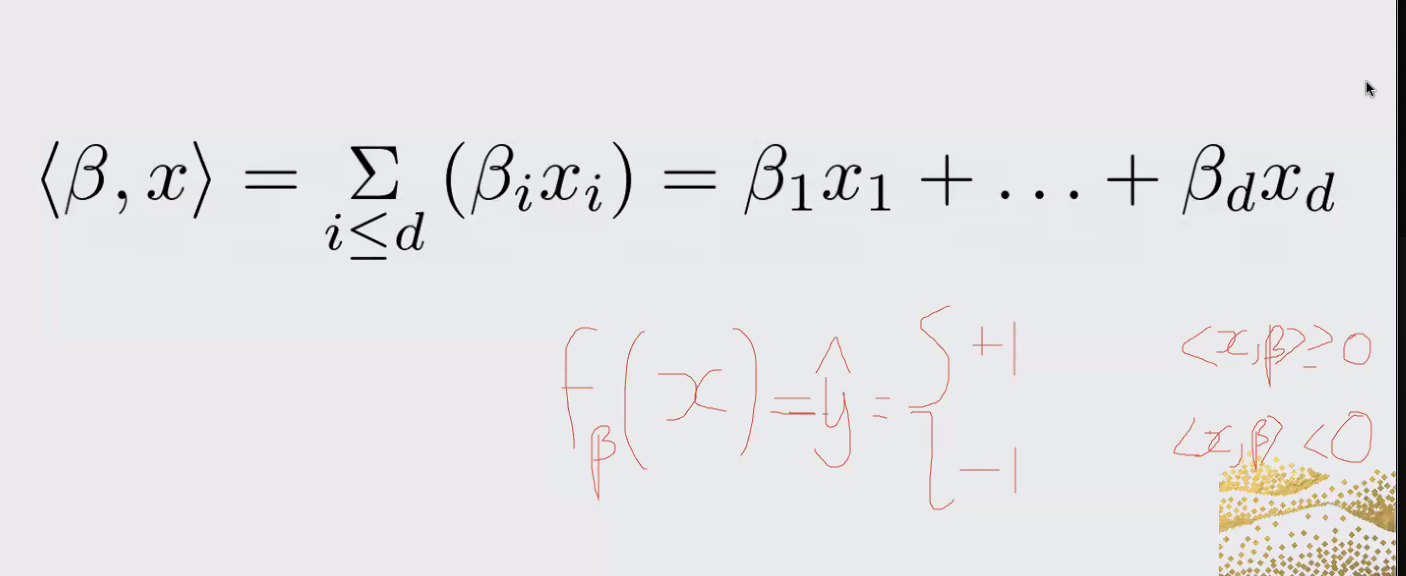 ⟨β, x⟩ = Σ_{i≤d} (β_i x_i) = β_1 x_1 + ... + β_d x_d
f_β(x) = ŷ = { +1 <x,β> ≥ 0
−1 <x,β> < 0